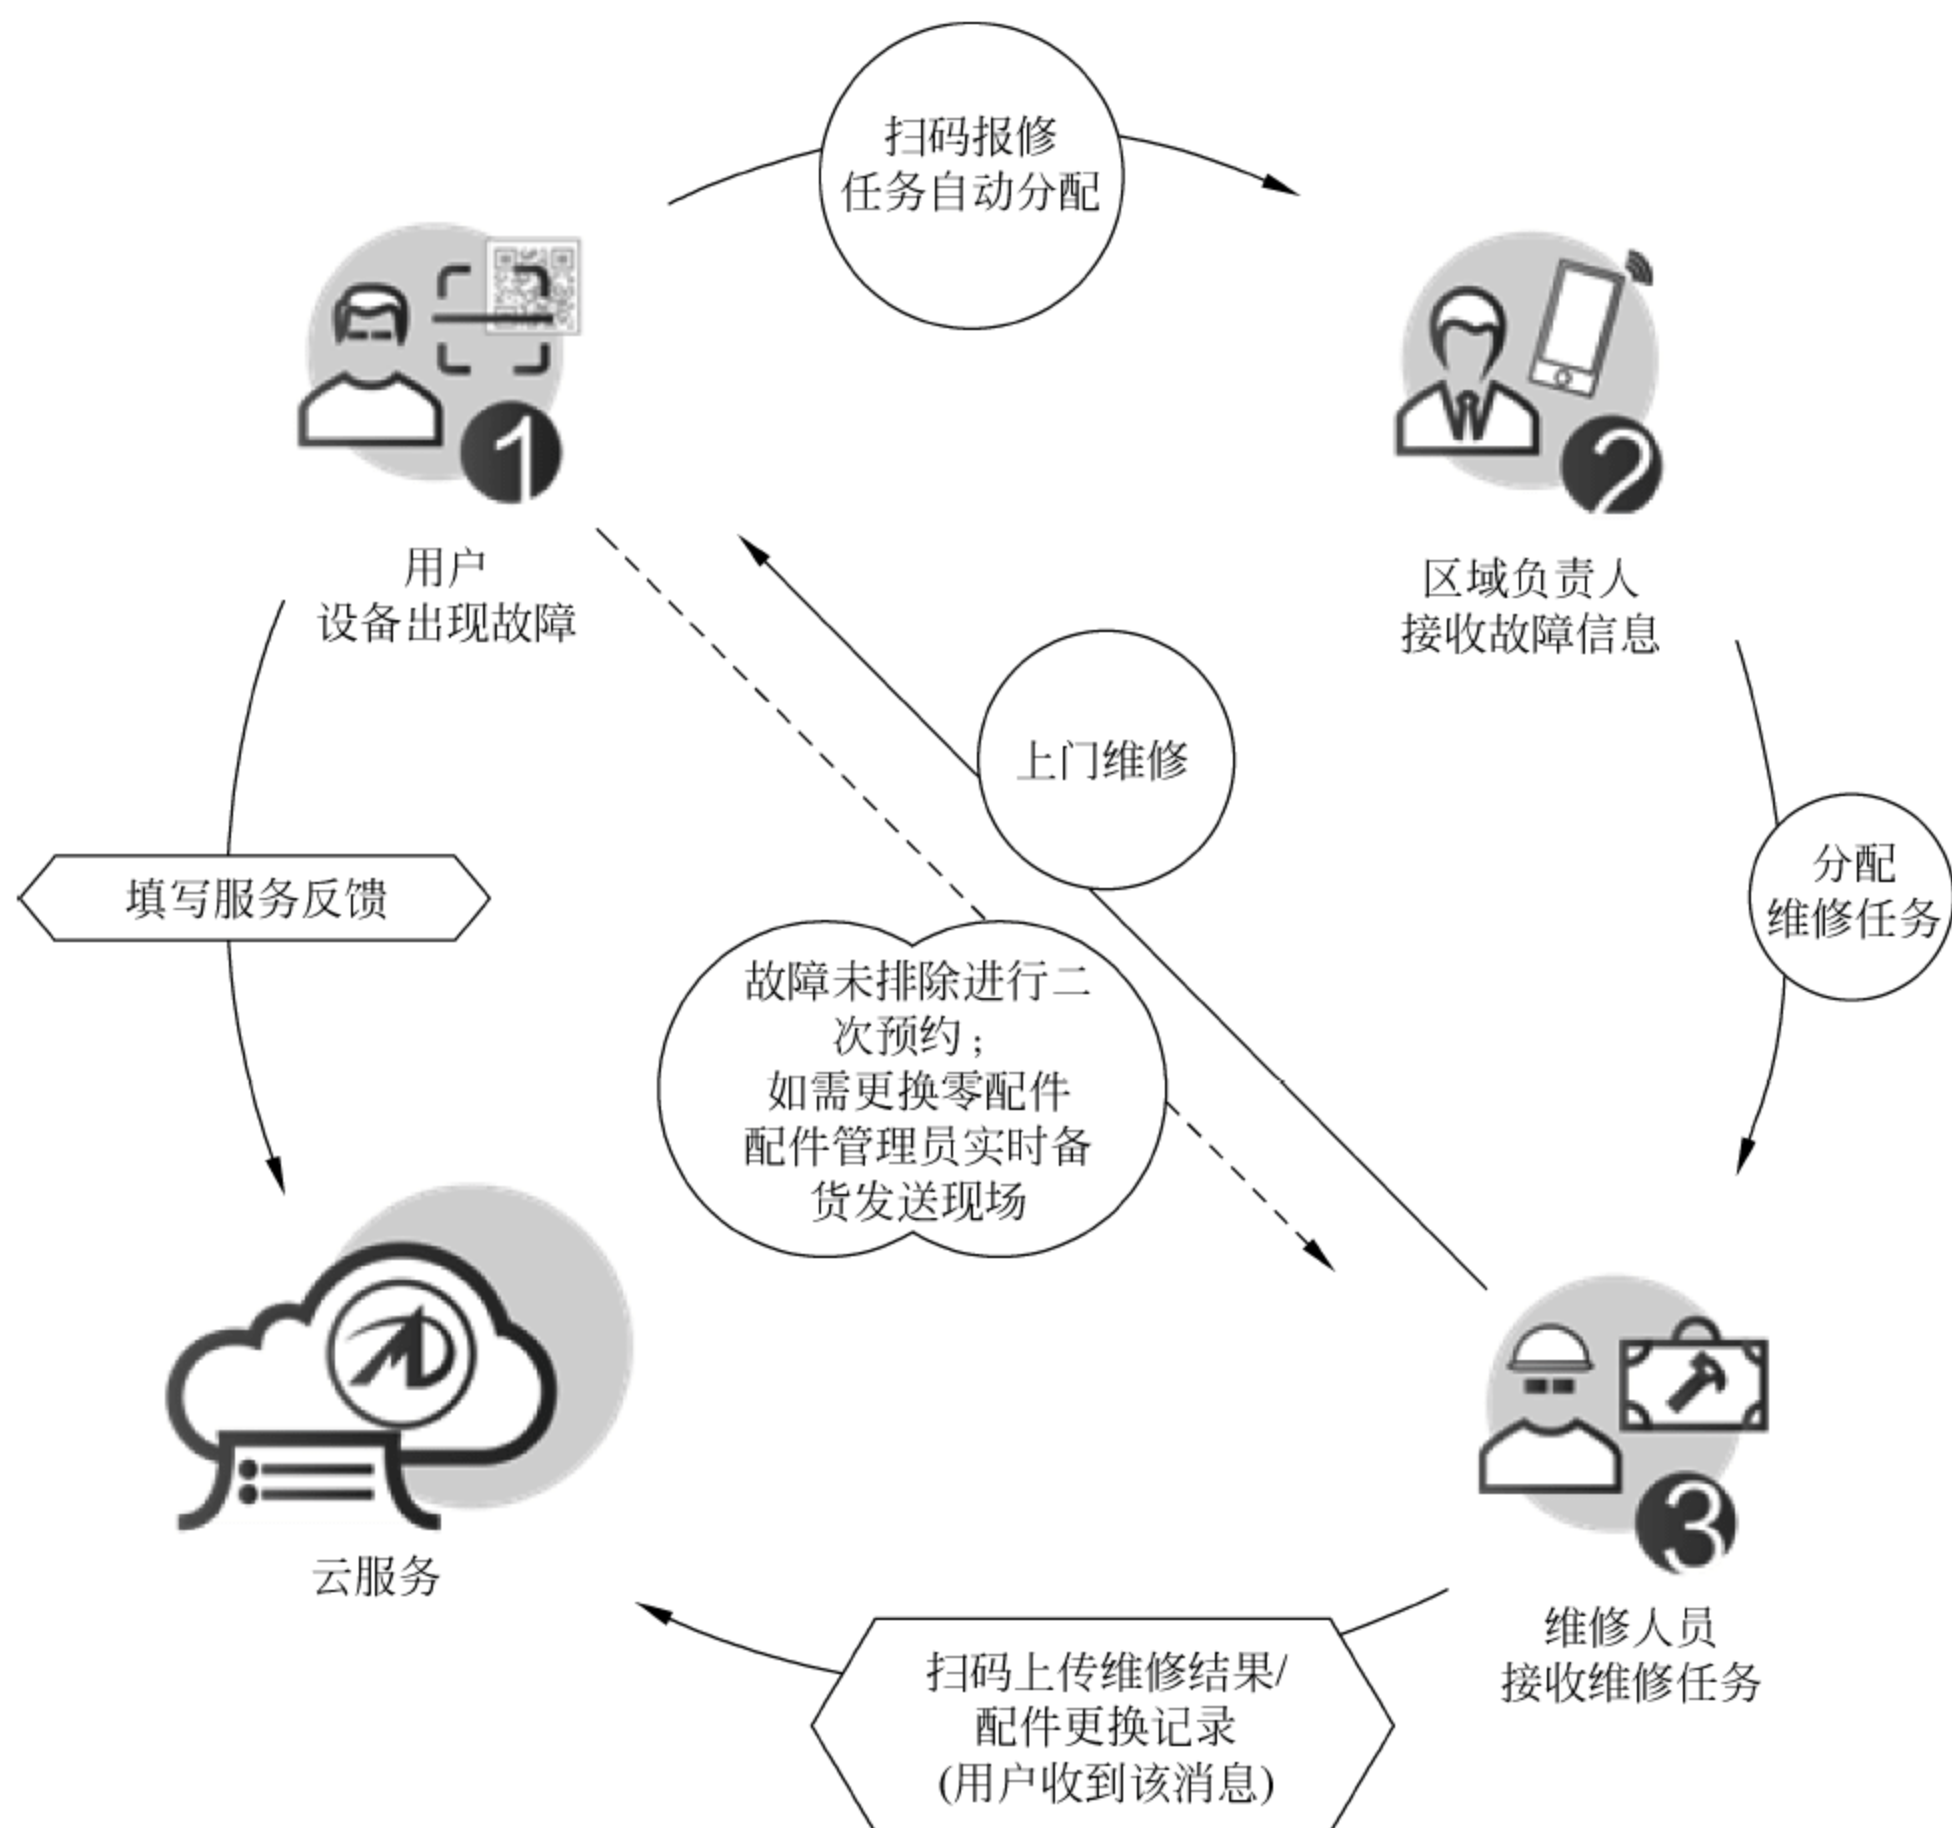 扫码报修
任务自动分配
1
2
用户
设备出现故障
区域负责人
接收故障信息
上门维修
填写服务反馈
分配
维修任务
故障未排除进行二
次预约；
如需更换零配件
配件管理员实时备
货发送现场
3
云服务
维修人员
接收维修任务
扫码上传维修结果/
配件更换记录
(用户收到该消息)